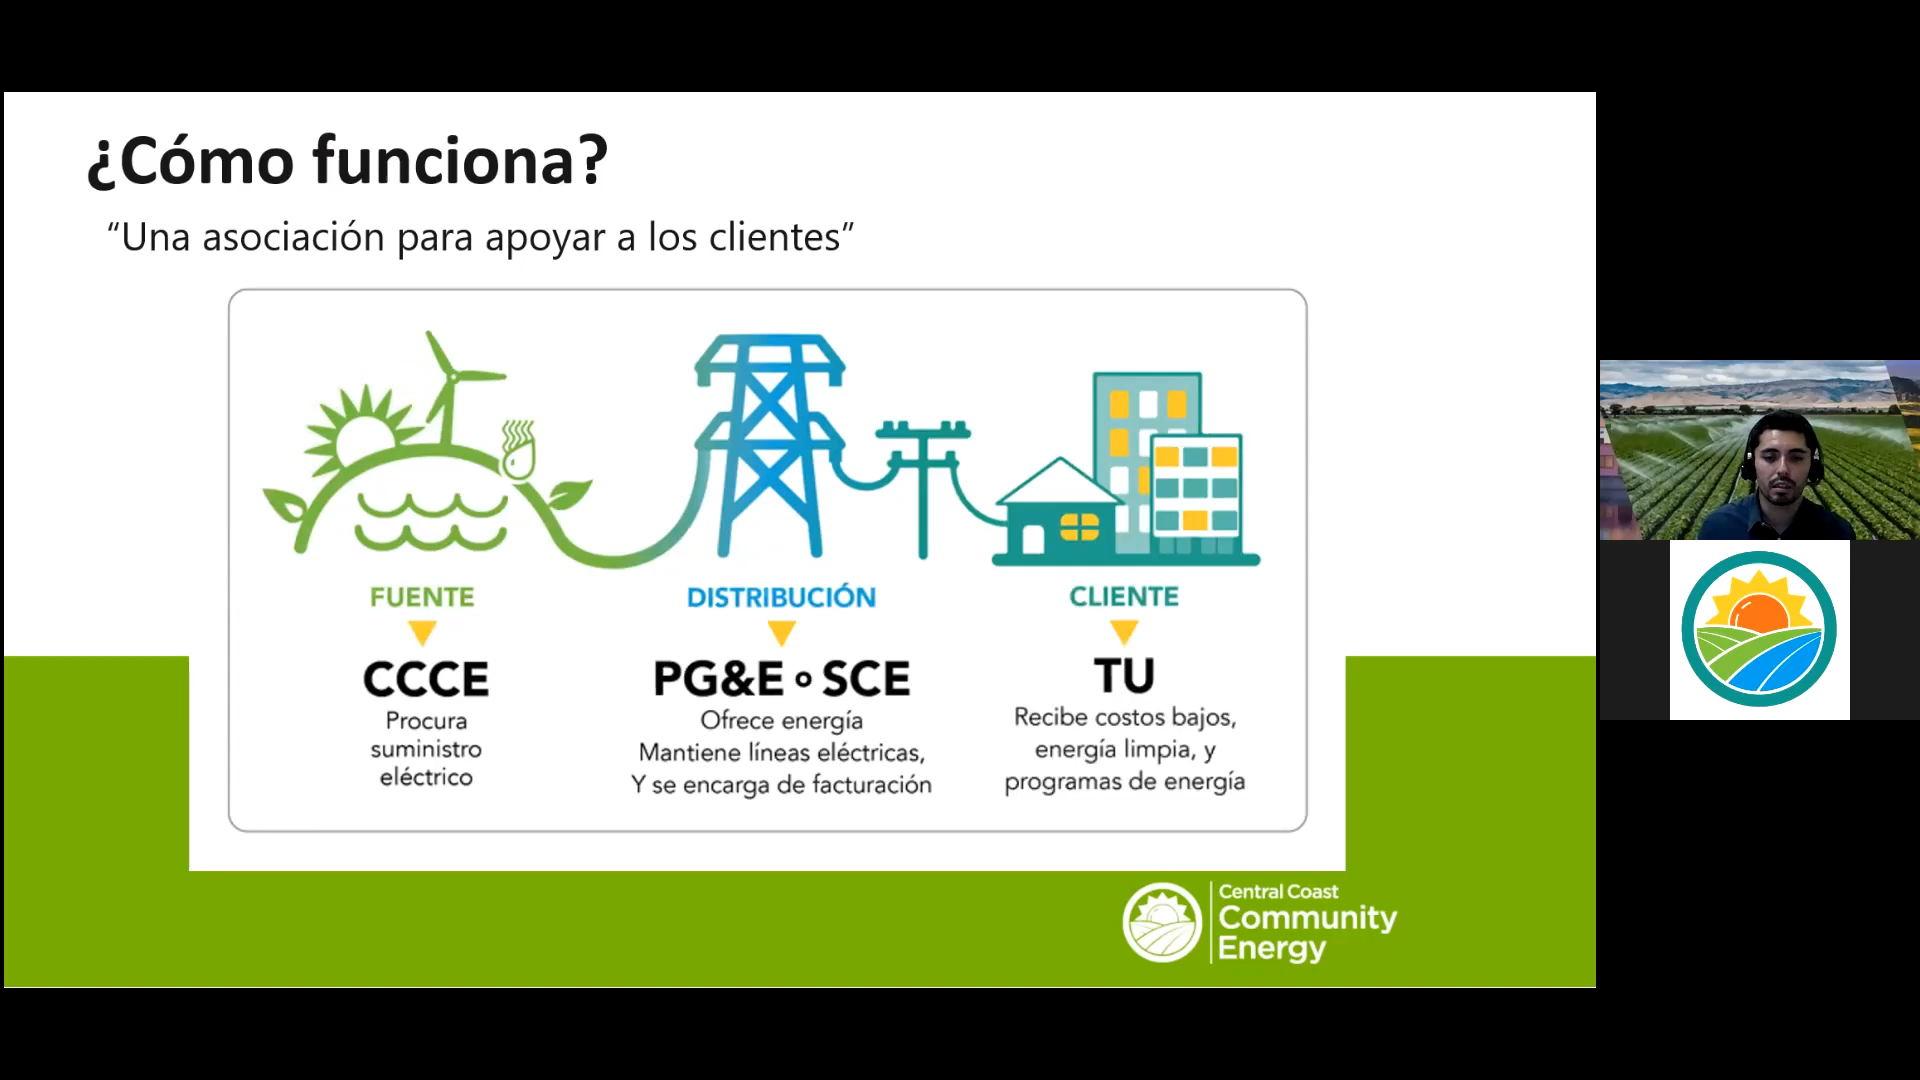 ¿Cómo funciona?
“Una asociación para apoyar a los clientes”
FUENTE
CCCE
Procura
suministro
eléctrico
DISTRIBUCIÓN
PG&E o SCE
Ofrece energía
Mantiene líneas eléctricas,
Y se encarga de facturación
CLIENTE
TU
Recibe costos bajos,
energía limpia, y
programas de energía
Central Coast
Community
Energy